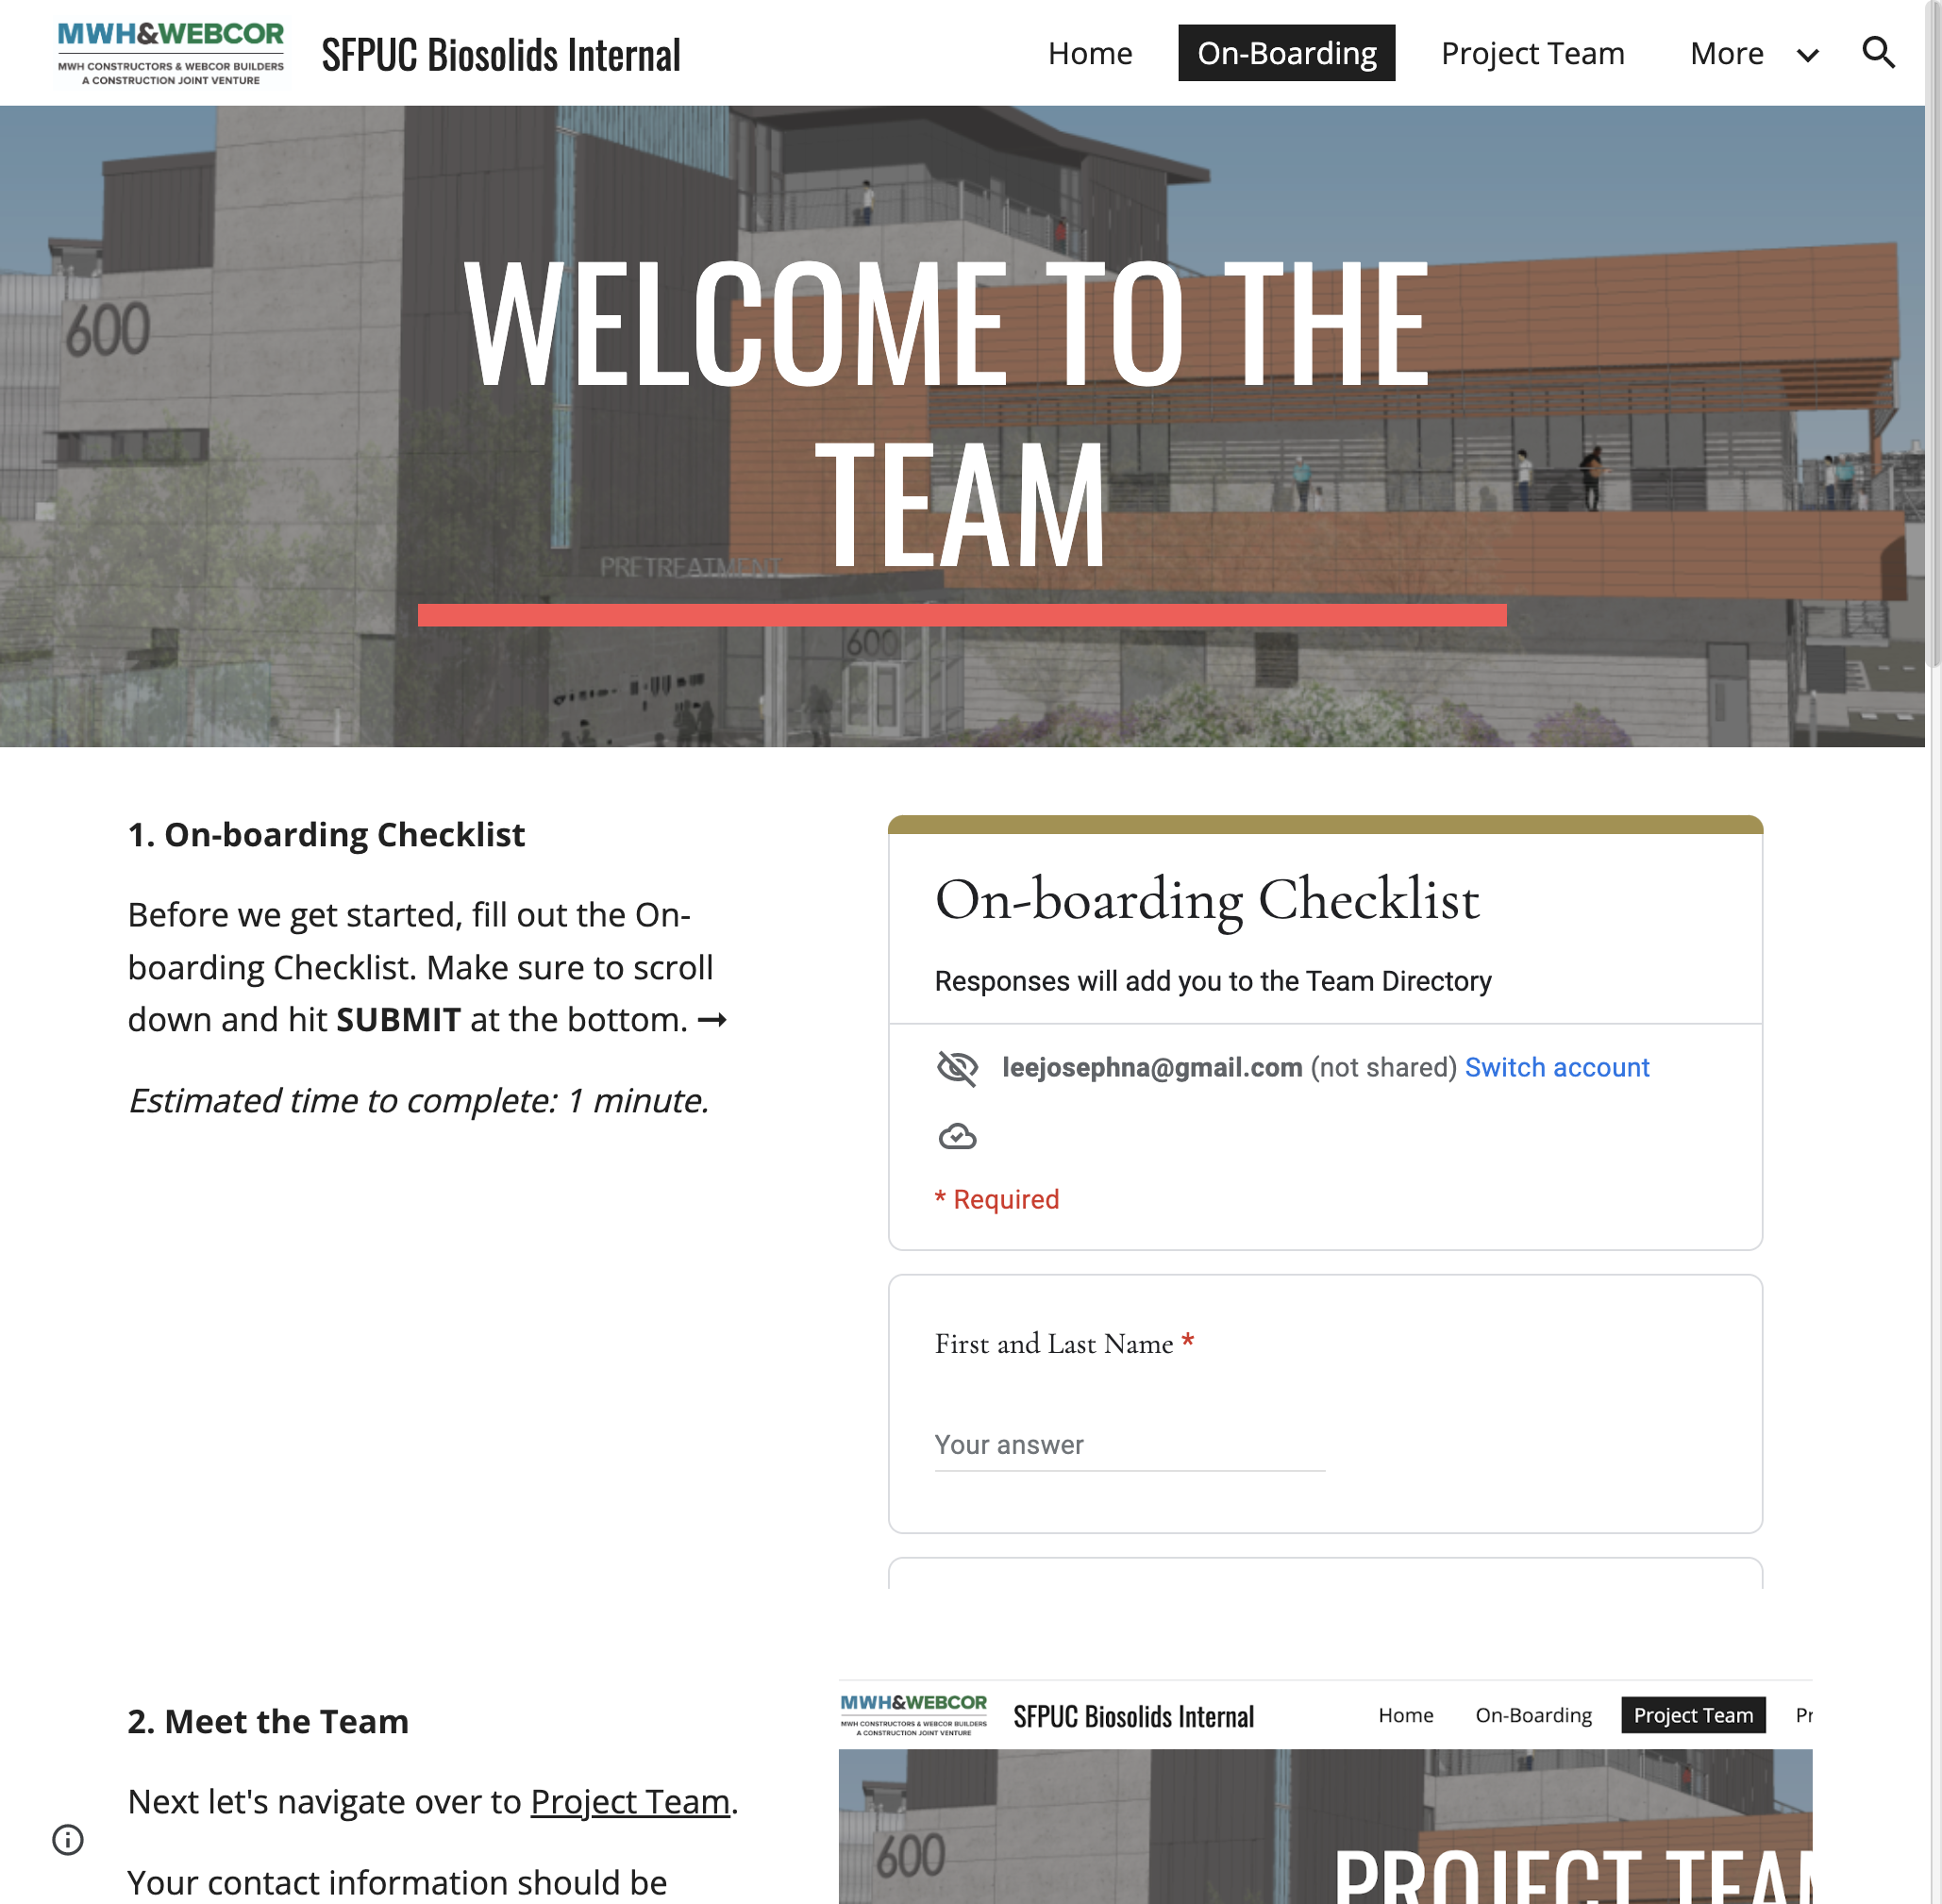 MWH&WEBCOR
MWH CONSTRUCTORS & WEBCOR BUILDERS
A CONSTRUCTION JOINT VENTURE
SFPUC Biosolids Internal
Home
On-Boarding
Project Team
More
600
WELCOME TO THE
TEAM
PRETREATMENT
600
1. On-boarding Checklist
Before we get started, fill out the On-
boarding Checklist. Make sure to scroll
down and hit SUBMIT at the bottom. →
Estimated time to complete: 1 minute.
On-boarding Checklist
Responses will add you to the Team Directory
leejosephna@gmail.com (not shared) Switch account
* Required
First and Last Name *
Your answer
2. Meet the Team
Next let's navigate over to Project Team.
Your contact information should be
MWH&WEBCOR
MWH CONSTRUCTORS & WEBCOR BUILDERS
A CONSTRUCTION JOINT VENTURE
SFPUC Biosolids Internal
Home
On-Boarding
Project Team
Pr
600
PROJECT TEAM